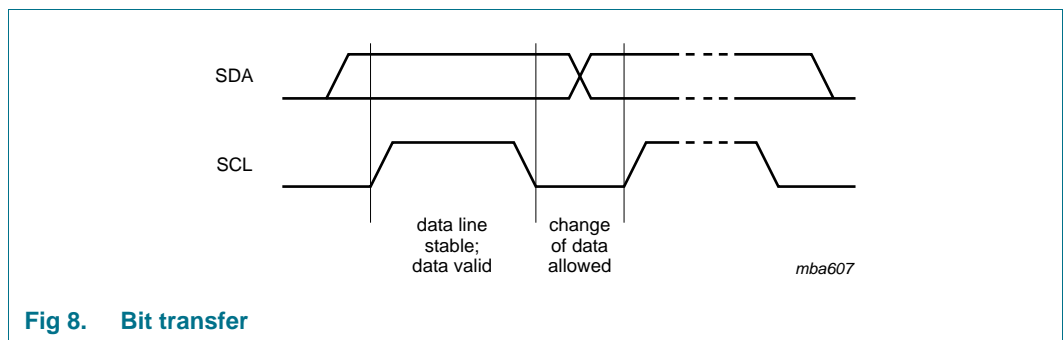 SDA
SCL
data line
stable;
data valid
change
of data
allowed
mba607
Fig 8. Bit transfer